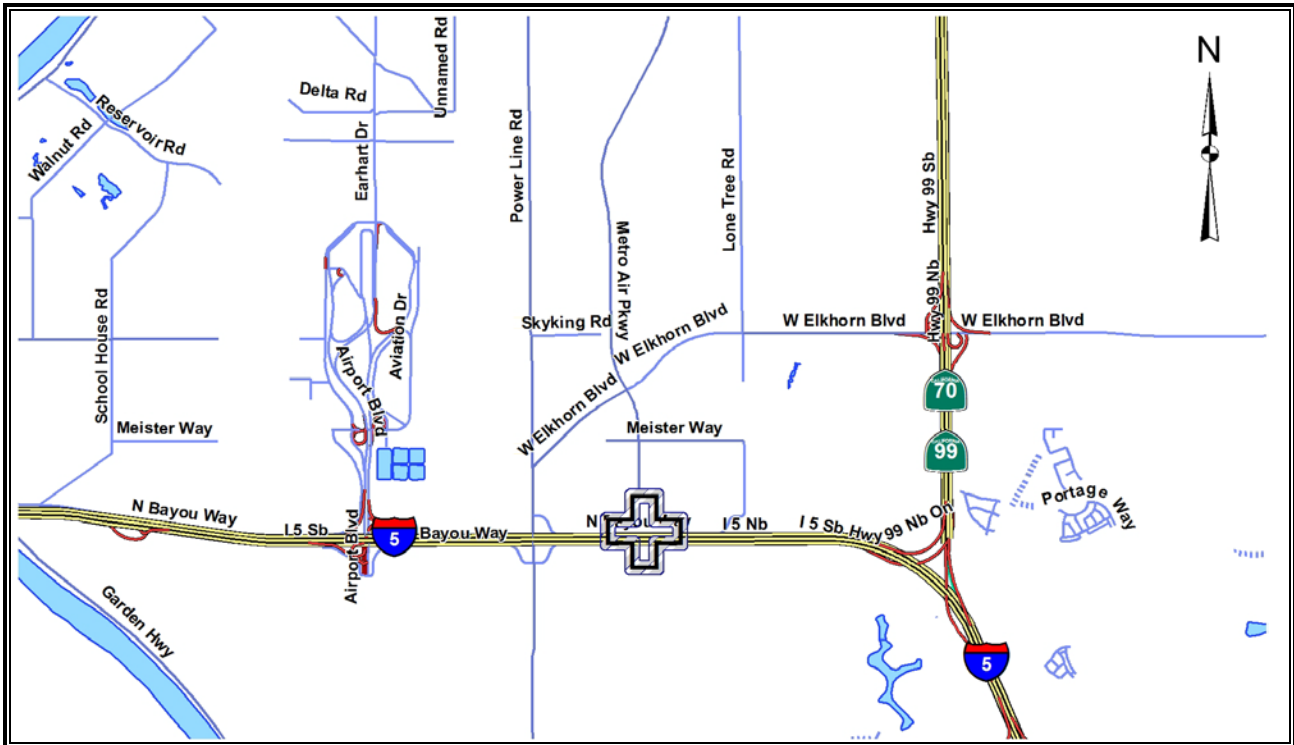 N
Unnamed Rd
Delta Rd
Reservoir Rd
Walnut Rd
Earhart Dr
Power Line Rd
Lone Tree Rd
Hwy 99 Sb
Metro Air Pkwy
Hwy 99 Nb
School House Rd
Aviation Dr
Skyking Rd
W Elkhorn Blvd
W Elkhorn Blvd
W Elkhorn Blvd
W Elkhorn Blvd
Airport Blvd
70
99
Meister Way
Meister Way
Portage Way
N Bayou Way
I 5 Sb
5
Bayou Way
I 5 Nb
I 5 Sb Hwy 99 Nb On
Airport Blvd
Garden Hwy
5